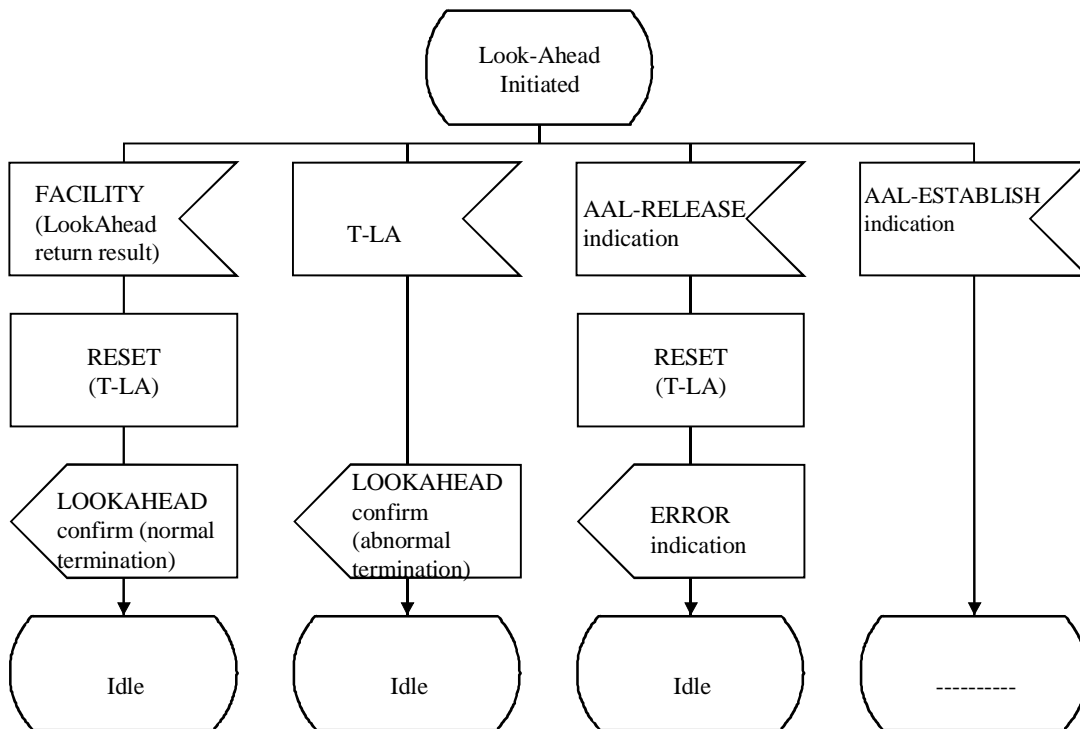 Look-Ahead
Initiated
FACILITY
(LookAhead
return result)
T-LA
AAL-RELEASE
indication
AAL-ESTABLISH
indication
RESET
(T-LA)
RESET
(T-LA)
LOOKAHEAD
confirm (normal
termination)
LOOKAHEAD
confirm
(abnormal
termination)
ERROR
indication
Idle
Idle
Idle
----------